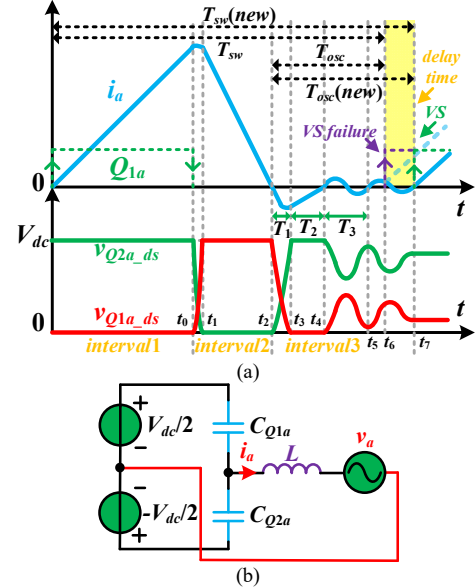 T_sw(new)
T_sw
T_osc
delay
time
T_osc(new)
i_a
VS
VS failure
Q_1a
0
t
T_1 T_2 T_3
V_dc
v_Q2a_ds
v_Q1a_ds
t_0 t_1 t_2 t_3 t_4 t_5 t_6 t_7
0
t
interval1 interval2 interval3
(a)
+
V_dc/2
−
C_Q1a
i_a
L
v_a
−
-V_dc/2
+
C_Q2a
(b)